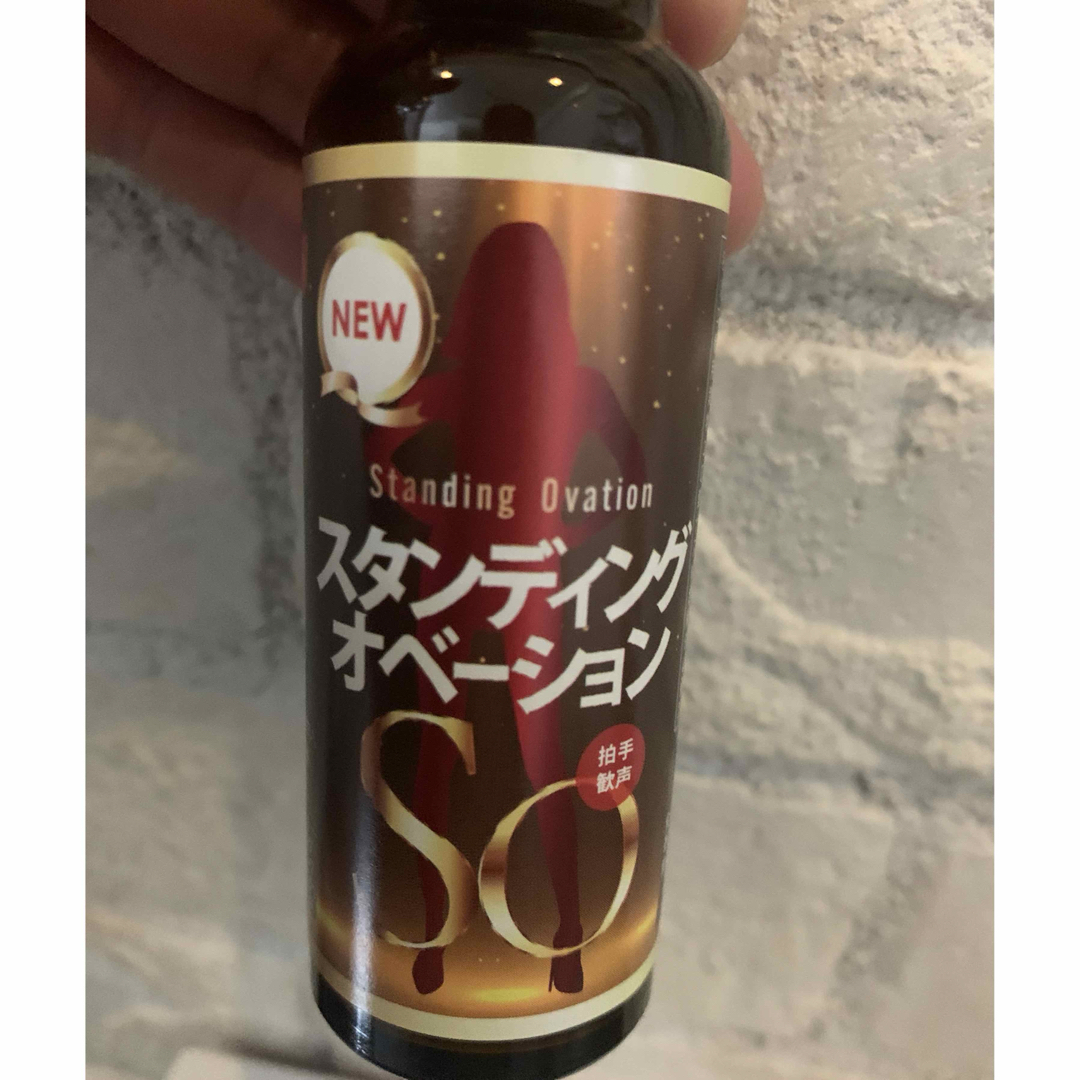 NEW
Standing Ovation
スタンディング
オベーション
SO
拍手
歓声